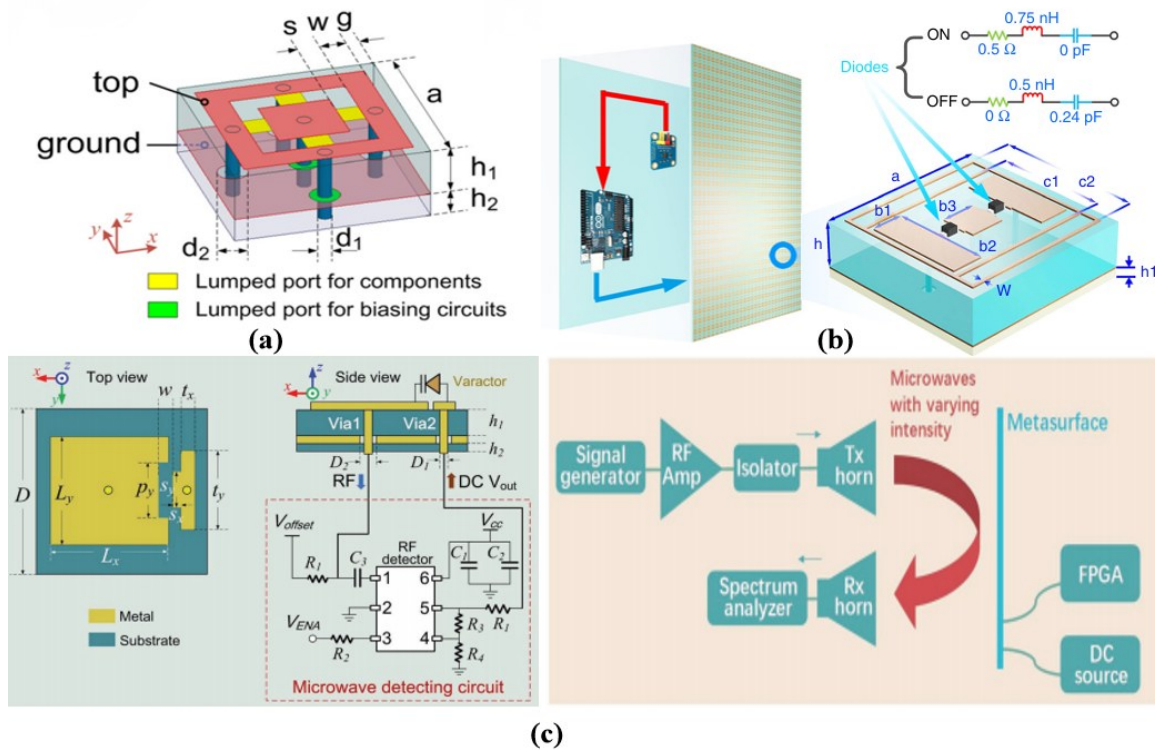 s w g
a
top
ground
h1
h2
z
y
x
d2
d1
Lumped port for components
Lumped port for biasing circuits
(a)
0.75 nH
ON
0.5 Ω
0 pF
Diodes
0.5 nH
OFF
0 Ω
0.24 pF
a
c1
c2
b1
b3
b2
h
h1
W
(b)
x
z
y
Top view
w
tx
D
Ly
py
sy
sx
ty
Lx
Metal
Substrate
z
x
y
Side view
Varactor
Via1
Via2
h1
h2
D2
D1
RF
DC Vout
Voffset
Vcc
R1
C3
RF
detector
C1
C2
1
6
2
5
3
4
R3
R1
VENA
R2
R4
Microwave detecting circuit
Microwaves
with varying
intensity
Metasurface
Signal
generator
RF
Amp
Isolator
Tx
horn
Spectrum
analyzer
Rx
horn
FPGA
DC
source
(c)